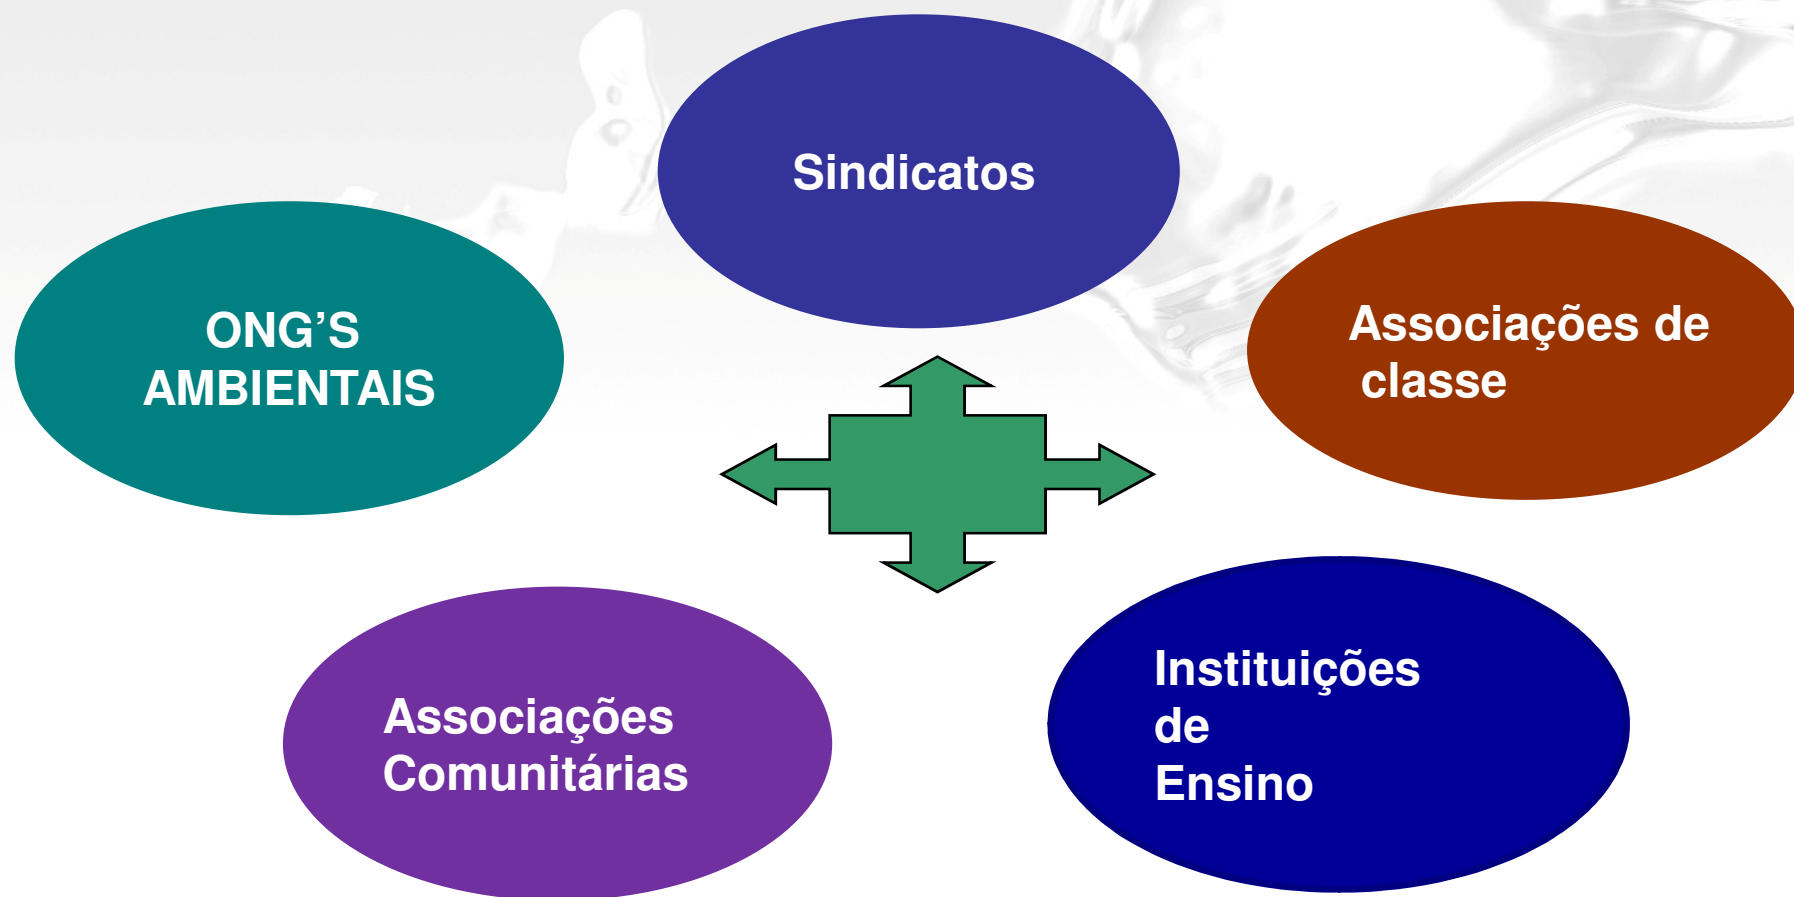 Sindicatos
ONG’S
AMBIENTAIS
Associações de
classe
Associações
Comunitárias
Instituições
de
Ensino